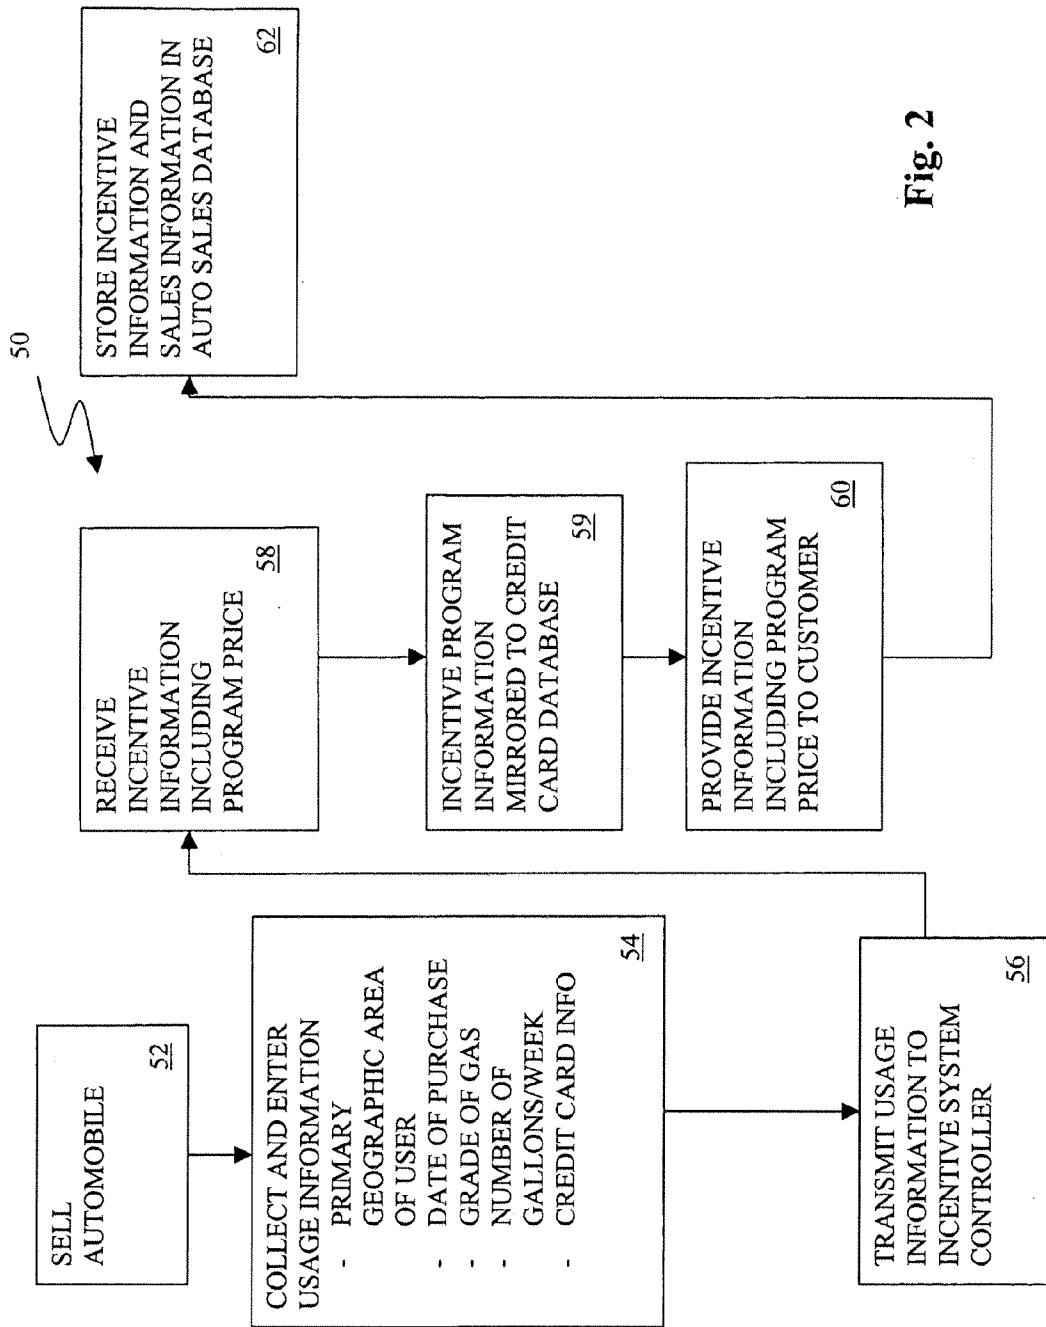 50
SELL
AUTOMOBILE
52
COLLECT AND ENTER
USAGE INFORMATION
- PRIMARY
GEOGRAPHIC AREA
OF USER
- DATE OF PURCHASE
- GRADE OF GAS
- NUMBER OF
GALLONS/WEEK
- CREDIT CARD INFO
54
TRANSMIT USAGE
INFORMATION TO
INCENTIVE SYSTEM
CONTROLLER
56
RECEIVE
INCENTIVE
INFORMATION
INCLUDING
PROGRAM PRICE
58
INCENTIVE PROGRAM
INFORMATION
MIRRORED TO CREDIT
CARD DATABASE
59
PROVIDE INCENTIVE
INFORMATION
INCLUDING PROGRAM
PRICE TO CUSTOMER
60
STORE INCENTIVE
INFORMATION AND
SALES INFORMATION IN
AUTO SALES DATABASE
62
Fig. 2